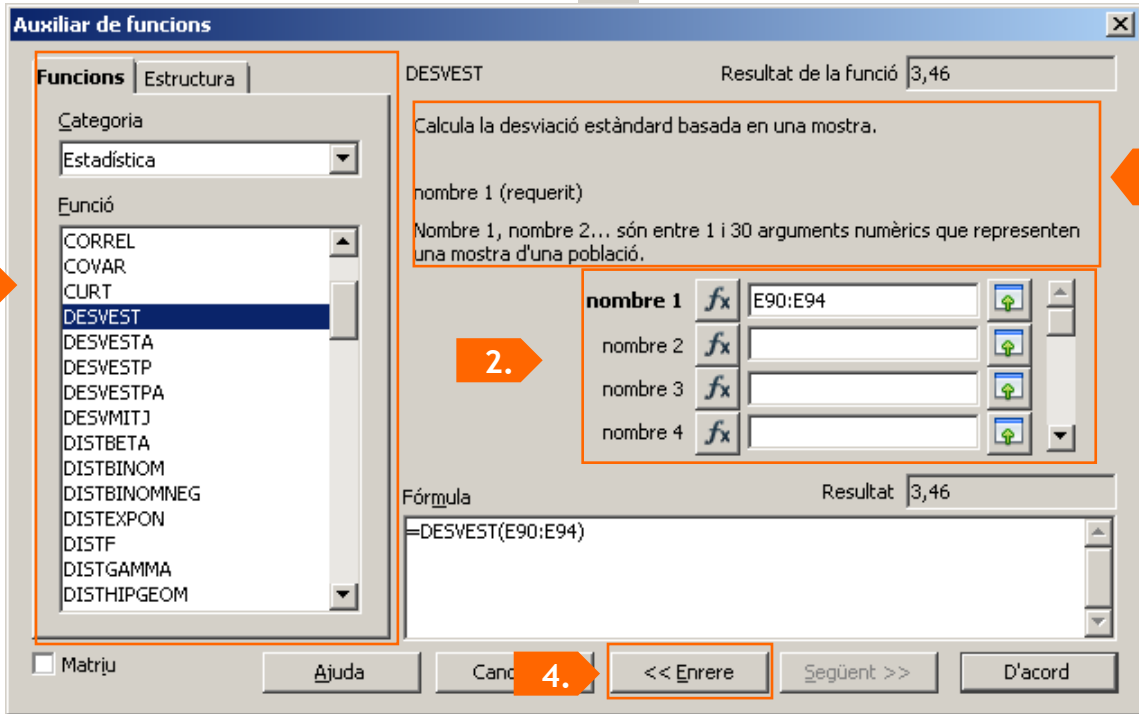 Auxiliar de funcions
Funcions
Estructura
Categoria
Estadística
Funció
CORREL
COVAR
CURT
DESVEST
DESVESTA
DESVESTP
DESVESTPA
DESVMITJ
DISTBETA
DISTBINOM
DISTBINOMNEG
DISTEXPON
DISTF
DISTGAMMA
DISTHIPGEOM
DESVEST
Resultat de la funció 3,46
Calcula la desviació estàndard basada en una mostra.
nombre 1 (requerit)
Nombre 1, nombre 2... són entre 1 i 30 arguments numèrics que representen
una mostra d'una població.
2.
nombre 1 fx E90:E94
nombre 2 fx
nombre 3 fx
nombre 4 fx
Fórmula
Resultat 3,46
=DESVEST(E90:E94)
Matriu
Ajuda
Canc
4.
<< Enrere
Següent >>
D'acord